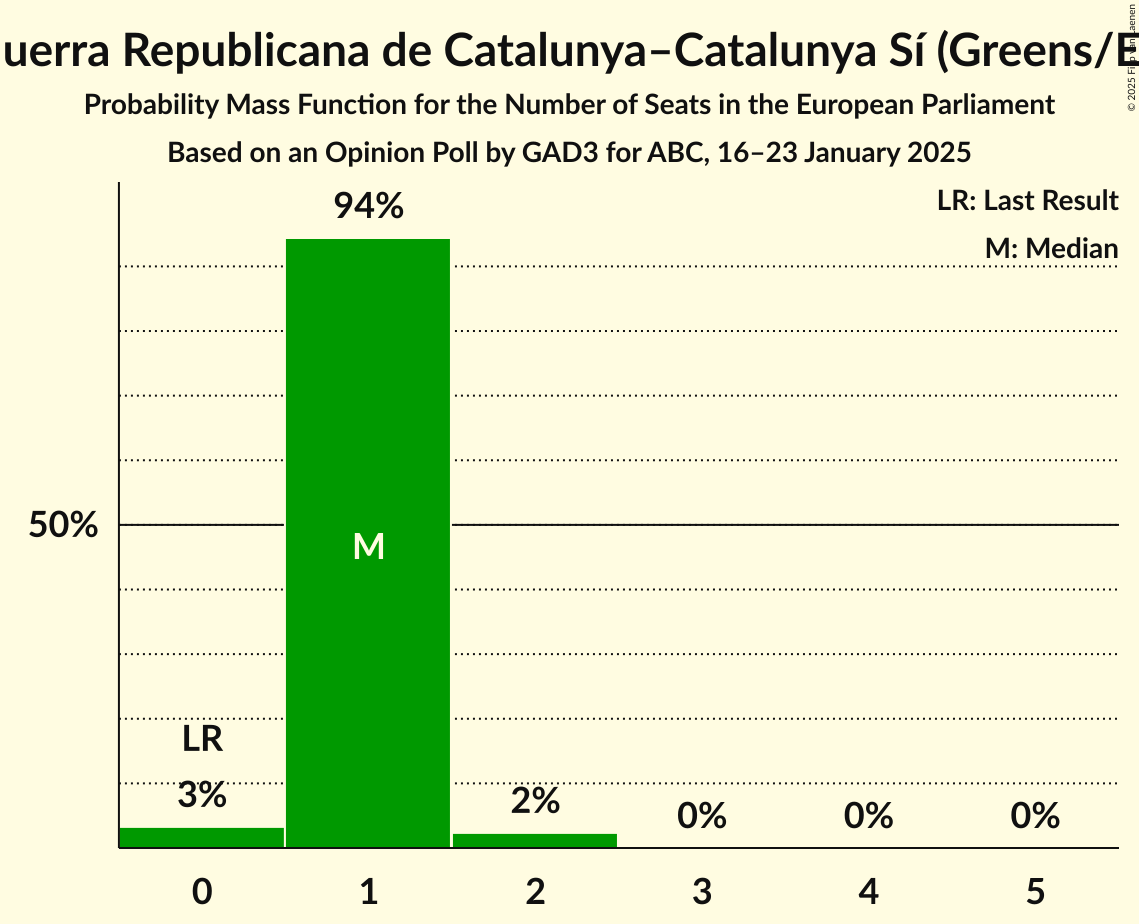 uerra Republicana de Catalunya–Catalunya Sí (Greens/E
Probability Mass Function for the Number of Seats in the European Parliament
Based on an Opinion Poll by GAD3 for ABC, 16–23 January 2025
LR: Last Result
M: Median
94%
50%
M
LR
3%
2%
0%
0%
0%
0
1
2
3
4
5
© 2025